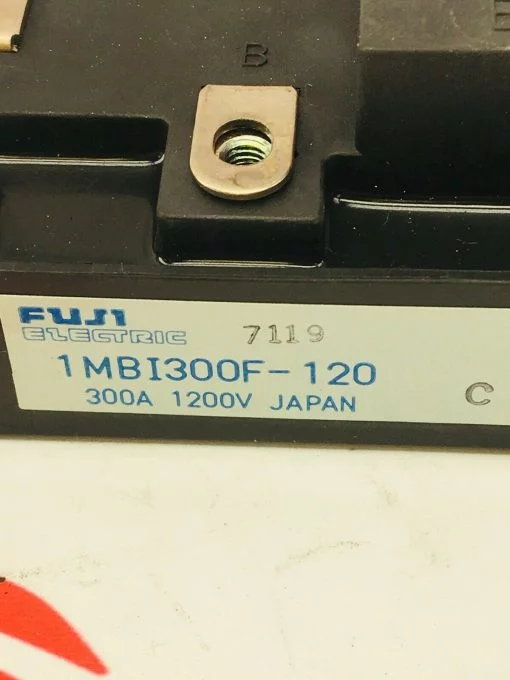 B
FUJI
ELECTRIC 7119
1MBI300F-120
300A 1200V JAPAN
C